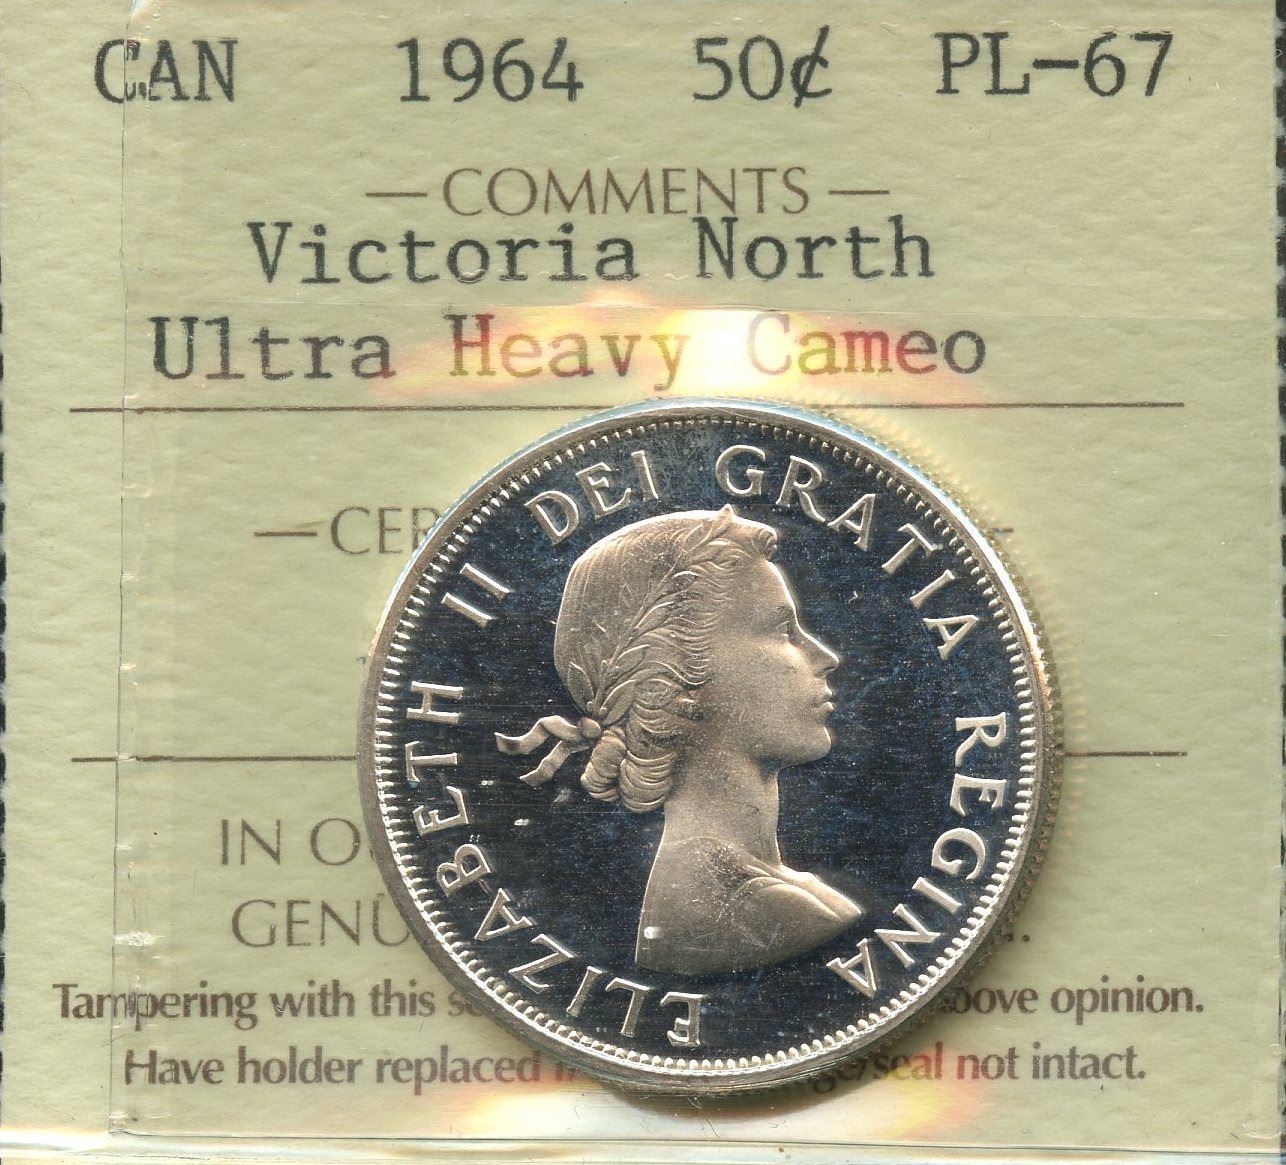 CAN 1964 50¢ PL-67
— COMMENTS —
Victoria North
Ultra Heavy Cameo
ELIZABETH II DEI GRATIA REGINA
IN
Tampering with this opinion.
Have holder replaced seal not intact.